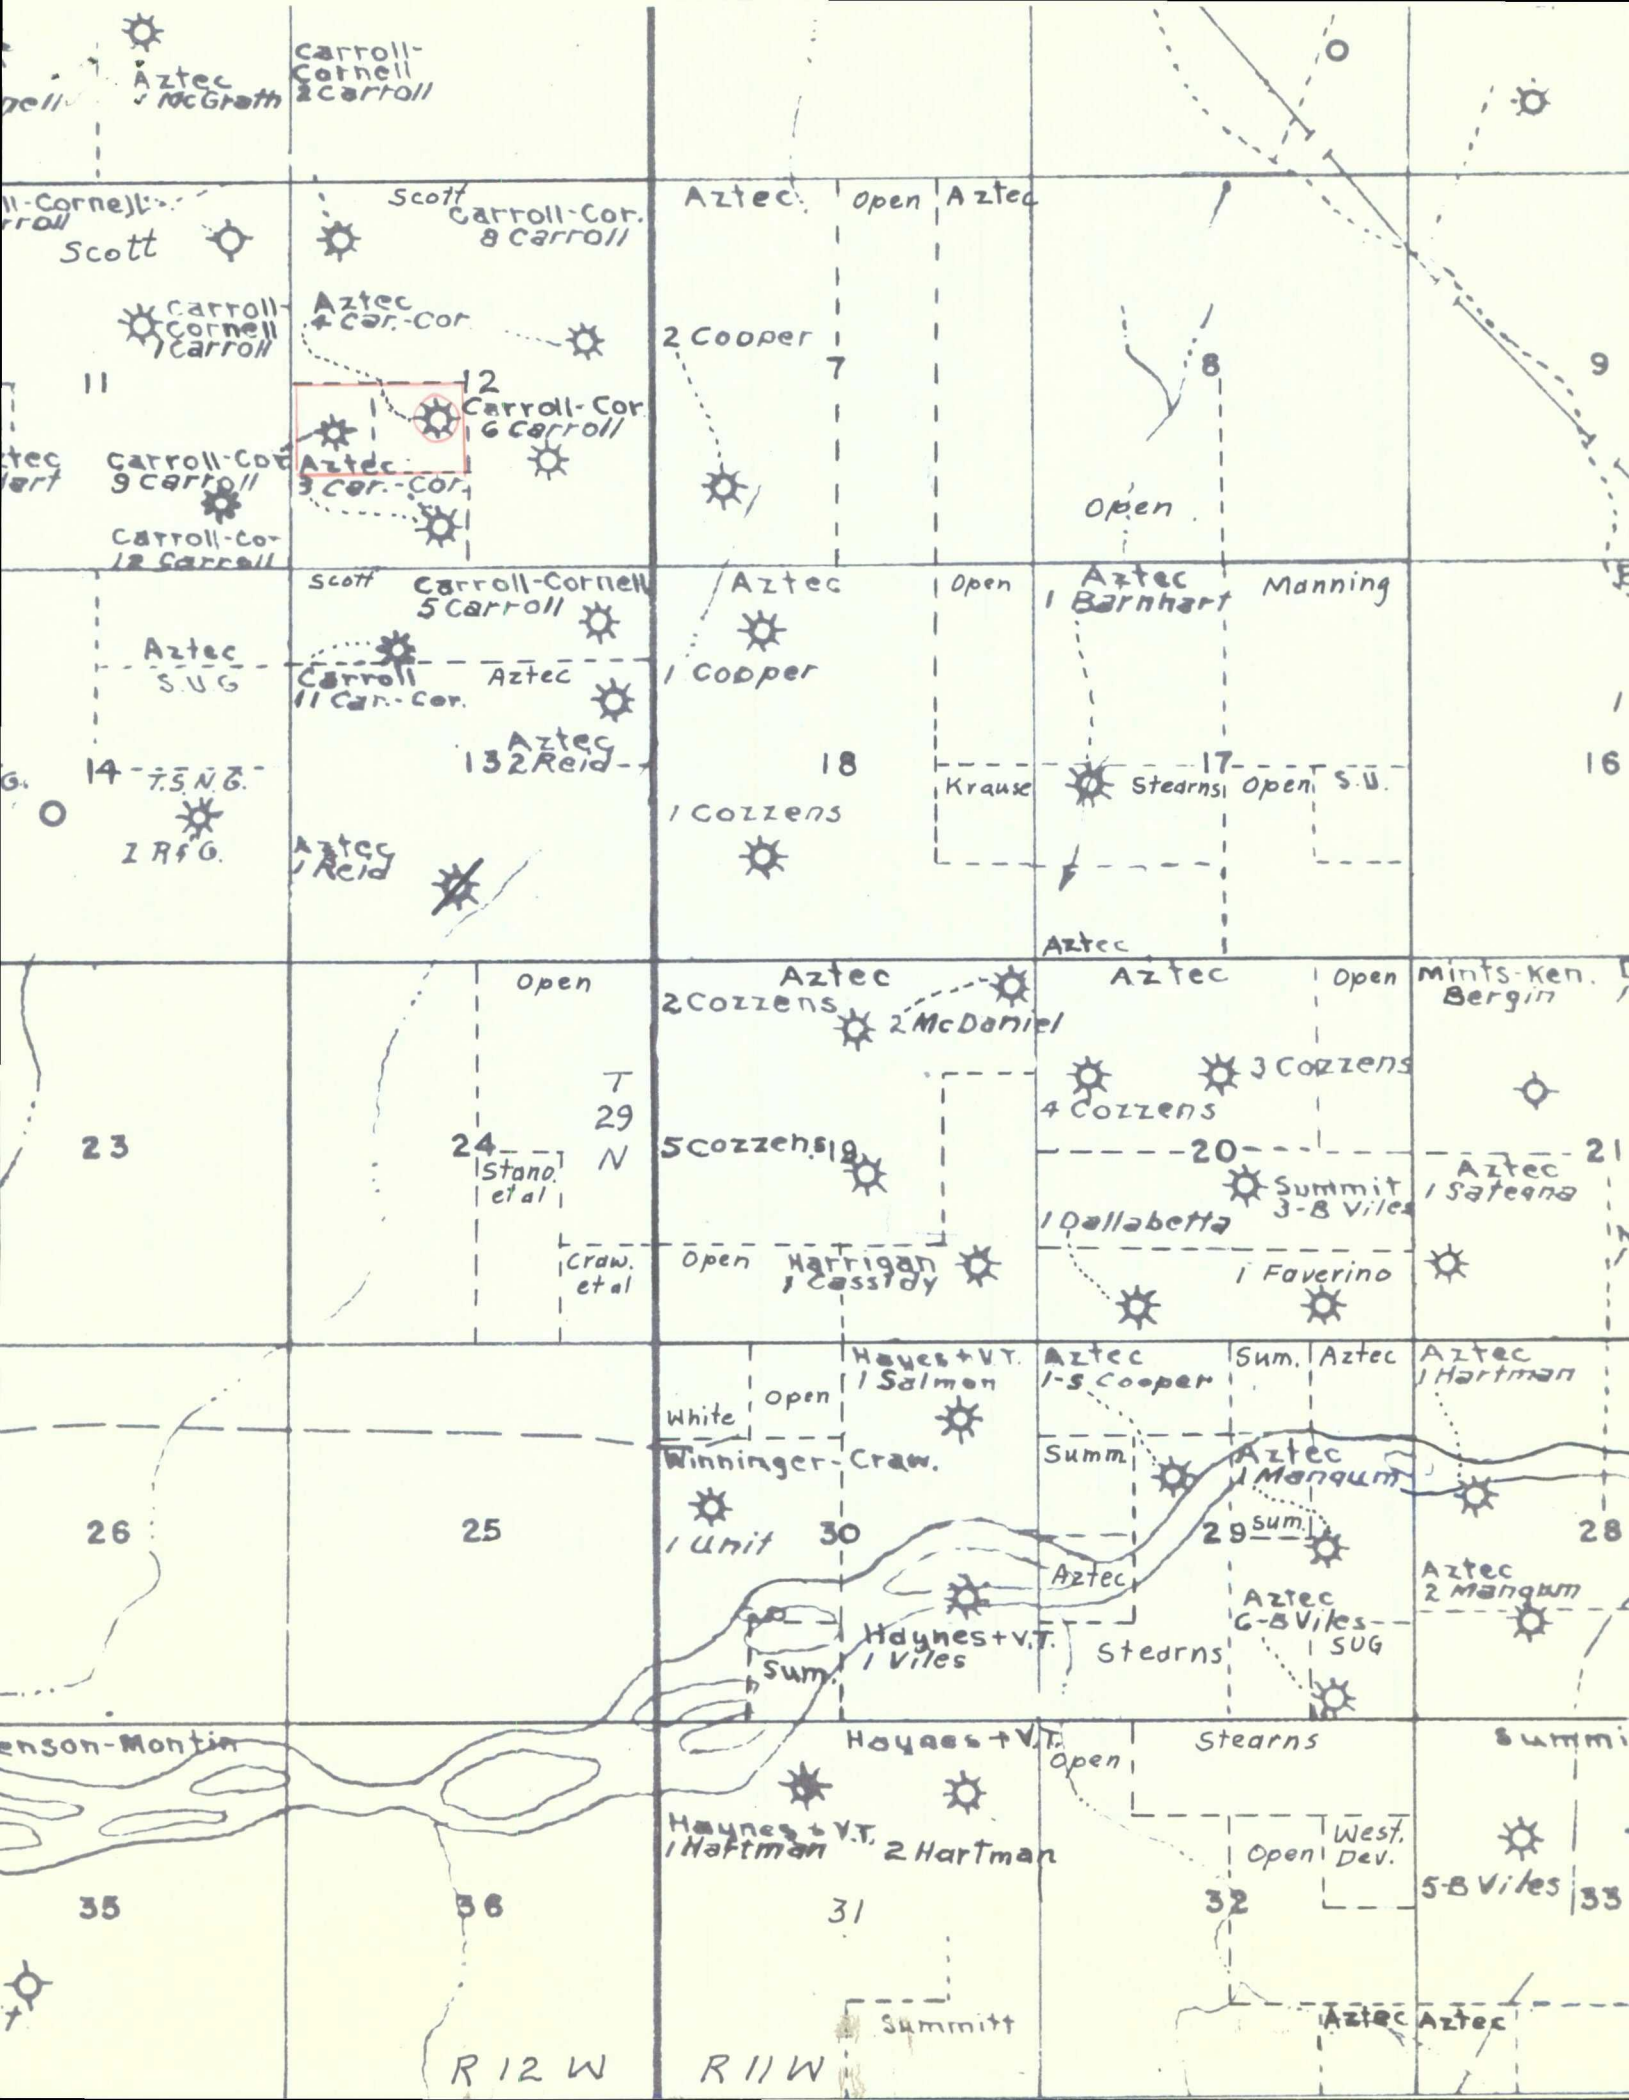 Aztec
McGrath
Carroll-
Cornell
2 Carroll
Scott
Scott
Carroll-Cor.
8 Carroll
Aztec
Open
Aztec
Carroll-
Cornell
1 Carroll
Aztec
4 Car.-Cor.
2 Cooper
7
8
9
11
12
Carroll-Cor.
6 Carroll
Carroll-Cor.
9 Carroll
Aztec
3 Car.-Cor.
Open
Carroll-Co-
12 Carroll
Scott
Carroll-Cornell
5 Carroll
Aztec
Open
Aztec
1 Barnhart
Manning
Aztec
S.U.G
Carroll
11 Car.-Cor.
Aztec
1 Cooper
Aztec
2 Reid
13
14
T.S.N.G.
18
17
16
Krause
Stearns
Open
S.U.
2 R&G.
1 Cozzens
Aztec
1 Reid
Aztec
Open
Aztec
2 Cozzens
2 McDaniel
Aztec
Open
Mints-Ken.
Bergin
T
29
N
3 Cozzens
4 Cozzens
23
24
Stano.
et al
5 Cozzens
19
20
21
Summit
3-B Viles
Aztec
1 Sategna
1 Dallabetta
Craw.
et al
Open
Harrigan
1 Cassidy
1 Faverino
Hayes + V.T.
1 Salmon
Aztec
1-S Cooper
Sum.
Aztec
Aztec
1 Hartman
White
Open
Winninger-Craw.
Summ
Aztec
1 Mangum
26
25
1 Unit
30
29
Sum.
28
Aztec
Aztec
2 Mangum
Aztec
6-B Viles
SUG
Haynes + V.T.
1 Viles
Sum.
Stearns
enson-Montin
Haynes + V.T.
Open
Stearns
Summi
Haynes + V.T.
1 Hartman
2 Hartman
Open
West.
Dev.
5-B Viles
35
36
31
32
33
Summitt
Aztec
Aztec
R 12 W
R 11 W